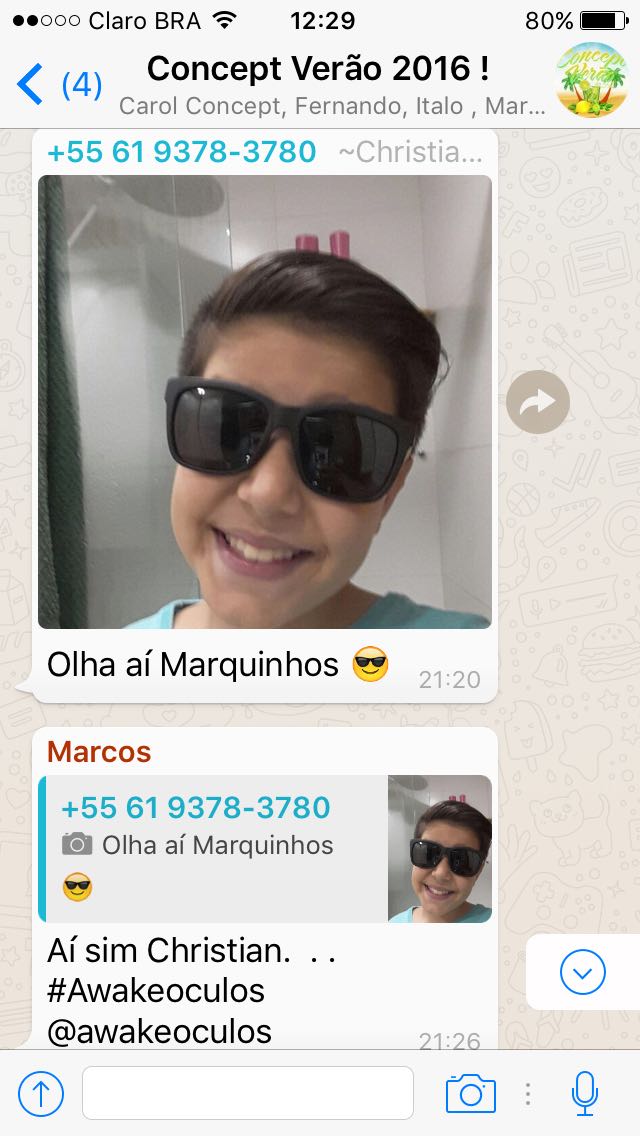 Claro BRA 12:29 80%
(4) Concept Verão 2016 !
Carol Concept, Fernando, Italo , Mar...
Concept
Verão
+55 61 9378-3780 ~Christia...
Olha aí Marquinhos 😎 21:20
Marcos
+55 61 9378-3780
Olha aí Marquinhos
😎
Aí sim Christian. . .
#Awakeoculos
@awakeoculos 21:26